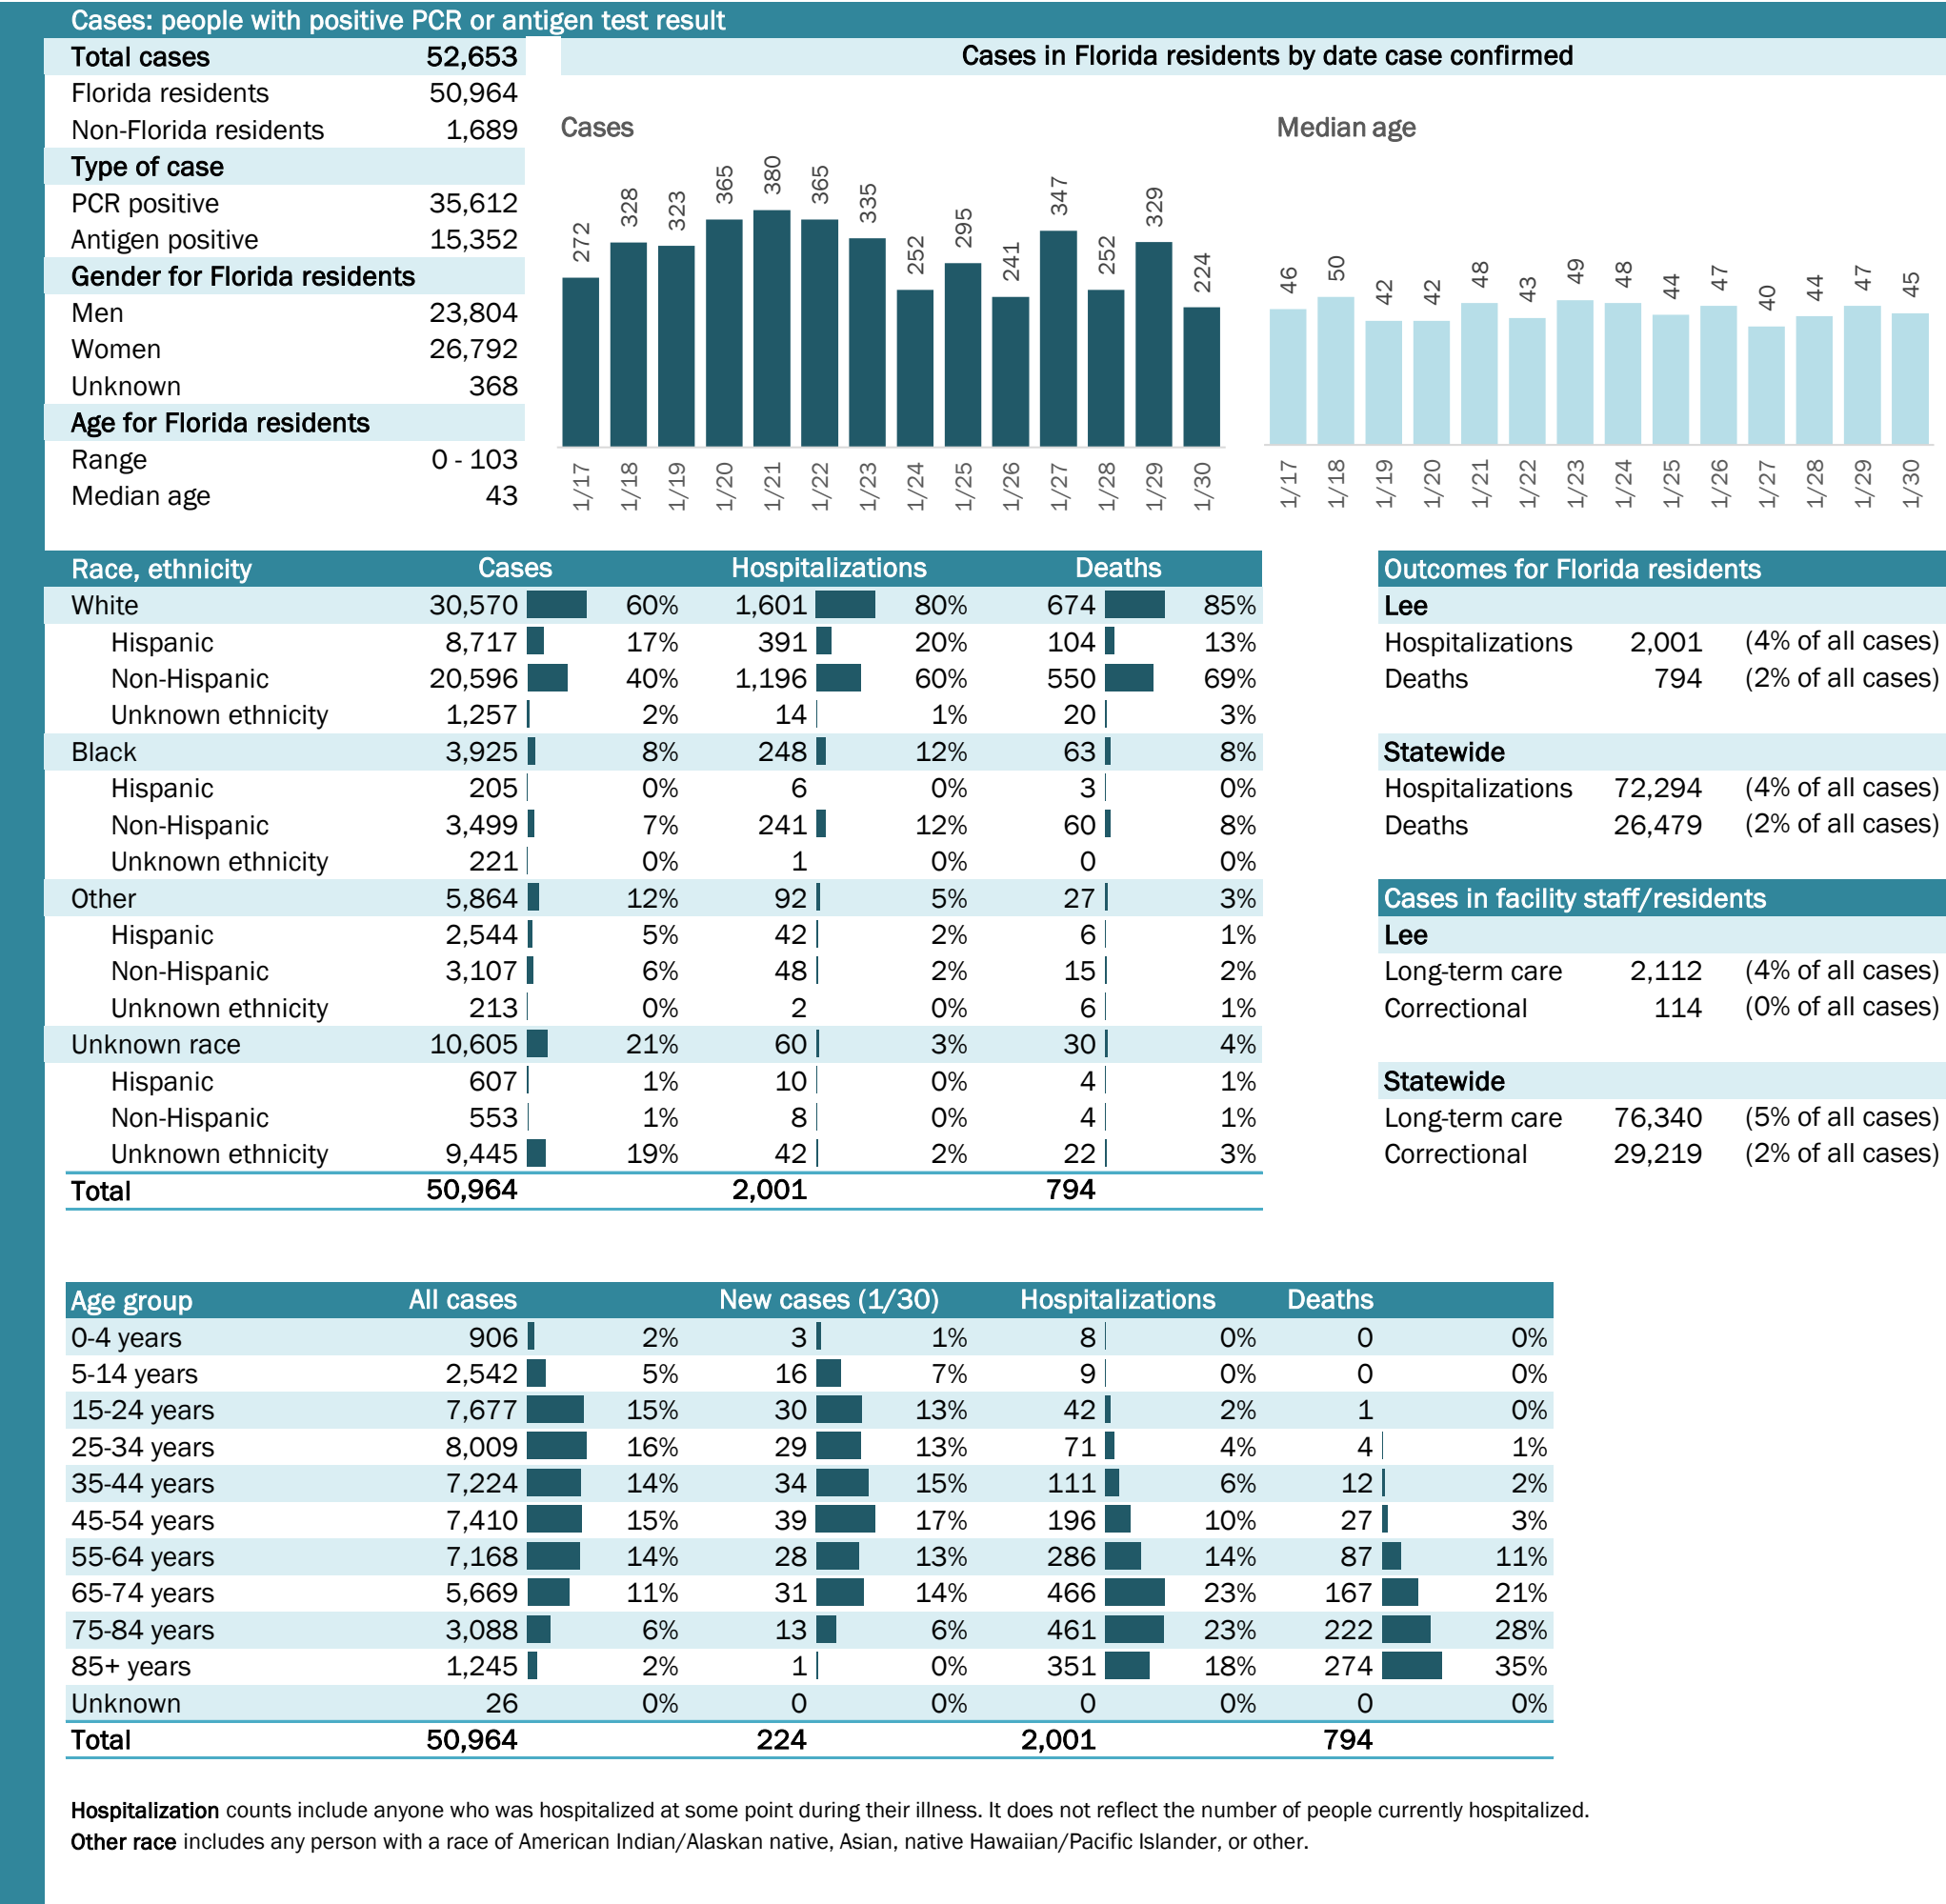 Cases: people with positive PCR or antigen test result
Total cases 52,653
Florida residents 50,964
Non-Florida residents 1,689
Type of case
PCR positive 35,612
Antigen positive 15,352
Gender for Florida residents
Men 23,804
Women 26,792
Unknown 368
Age for Florida residents
Range 0 - 103
Median age 43
Cases in Florida residents by date case confirmed
Cases
272 328 323 365 380 365 335 252 295 241 347 252 329 224
1/17 1/18 1/19 1/20 1/21 1/22 1/23 1/24 1/25 1/26 1/27 1/28 1/29 1/30
Median age
46 50 42 42 48 43 49 48 44 47 40 44 47 45
1/17 1/18 1/19 1/20 1/21 1/22 1/23 1/24 1/25 1/26 1/27 1/28 1/29 1/30
Race, ethnicity Cases Hospitalizations Deaths
White 30,570 60% 1,601 80% 674 85%
Hispanic 8,717 17% 391 20% 104 13%
Non-Hispanic 20,596 40% 1,196 60% 550 69%
Unknown ethnicity 1,257 2% 14 1% 20 3%
Black 3,925 8% 248 12% 63 8%
Hispanic 205 0% 6 0% 3 0%
Non-Hispanic 3,499 7% 241 12% 60 8%
Unknown ethnicity 221 0% 1 0% 0 0%
Other 5,864 12% 92 5% 27 3%
Hispanic 2,544 5% 42 2% 6 1%
Non-Hispanic 3,107 6% 48 2% 15 2%
Unknown ethnicity 213 0% 2 0% 6 1%
Unknown race 10,605 21% 60 3% 30 4%
Hispanic 607 1% 10 0% 4 1%
Non-Hispanic 553 1% 8 0% 4 1%
Unknown ethnicity 9,445 19% 42 2% 22 3%
Total 50,964 2,001 794
Outcomes for Florida residents
Lee
Hospitalizations 2,001 (4% of all cases)
Deaths 794 (2% of all cases)
Statewide
Hospitalizations 72,294 (4% of all cases)
Deaths 26,479 (2% of all cases)
Cases in facility staff/residents
Lee
Long-term care 2,112 (4% of all cases)
Correctional 114 (0% of all cases)
Statewide
Long-term care 76,340 (5% of all cases)
Correctional 29,219 (2% of all cases)
Age group All cases New cases (1/30) Hospitalizations Deaths
0-4 years 906 2% 3 1% 8 0% 0 0%
5-14 years 2,542 5% 16 7% 9 0% 0 0%
15-24 years 7,677 15% 30 13% 42 2% 1 0%
25-34 years 8,009 16% 29 13% 71 4% 4 1%
35-44 years 7,224 14% 34 15% 111 6% 12 2%
45-54 years 7,410 15% 39 17% 196 10% 27 3%
55-64 years 7,168 14% 28 13% 286 14% 87 11%
65-74 years 5,669 11% 31 14% 466 23% 167 21%
75-84 years 3,088 6% 13 6% 461 23% 222 28%
85+ years 1,245 2% 1 0% 351 18% 274 35%
Unknown 26 0% 0 0% 0 0% 0 0%
Total 50,964 224 2,001 794
Hospitalization counts include anyone who was hospitalized at some point during their illness. It does not reflect the number of people currently hospitalized.
Other race includes any person with a race of American Indian/Alaskan native, Asian, native Hawaiian/Pacific Islander, or other.